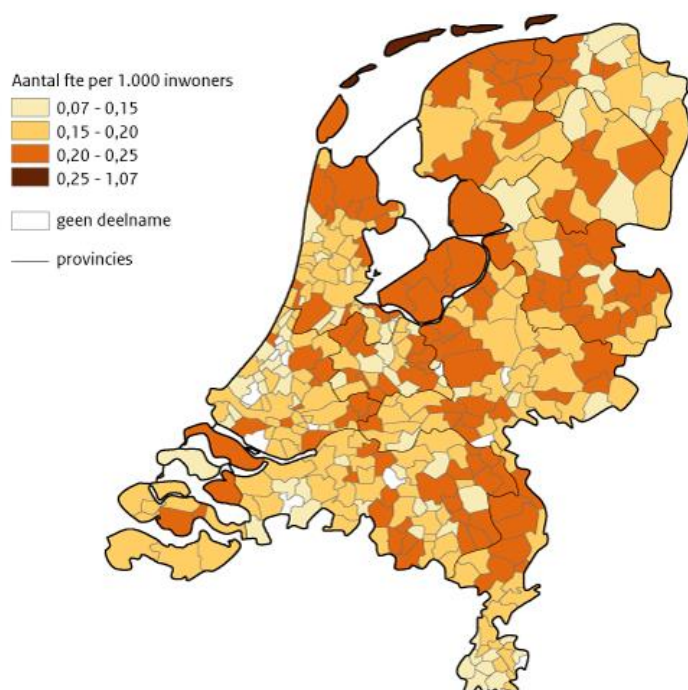 Aantal fte per 1.000 inwoners
0,07 - 0,15
0,15 - 0,20
0,20 - 0,25
0,25 - 1,07
geen deelname
provincies